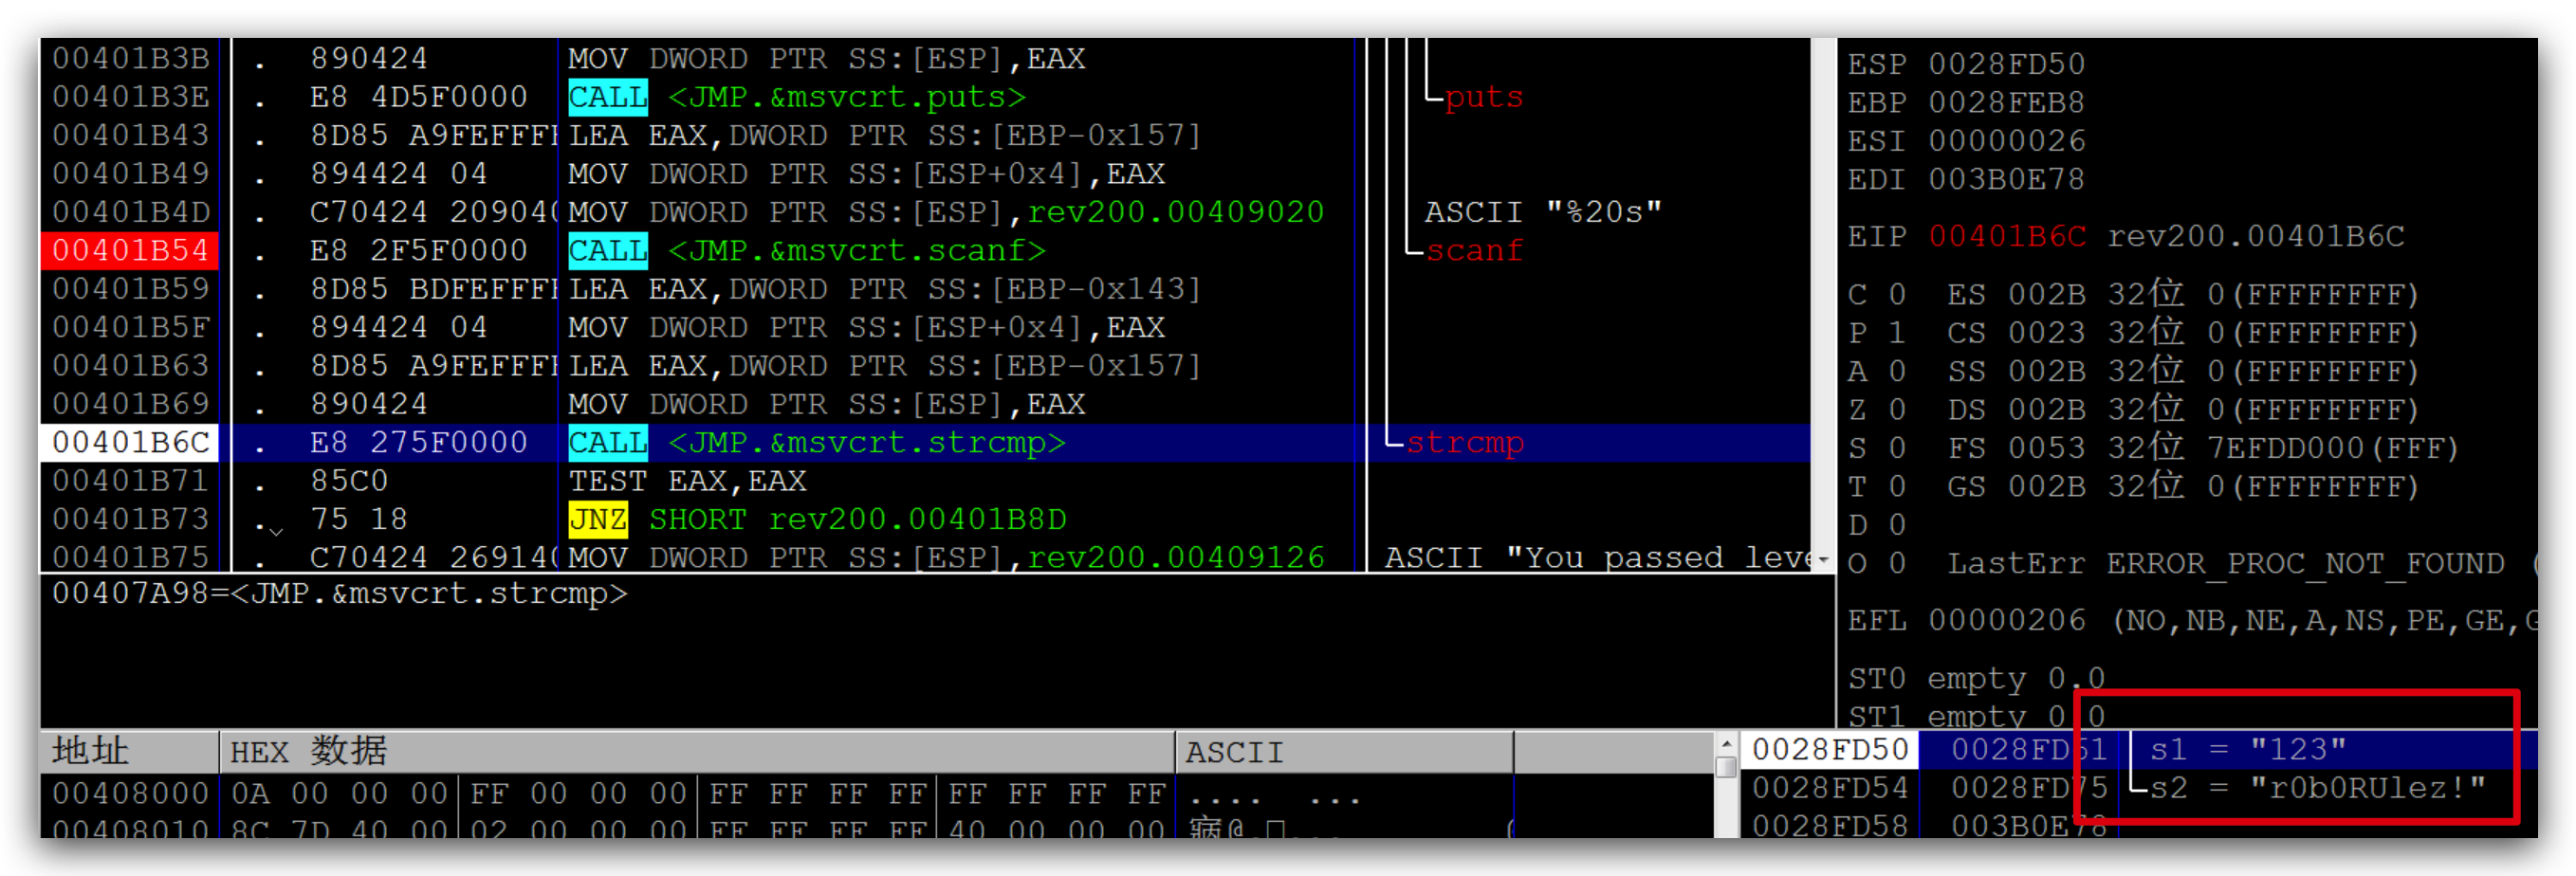 00401B3B . 890424 MOV DWORD PTR SS:[ESP],EAX
00401B3E . E8 4D5F0000 CALL <JMP.&msvcrt.puts> puts
00401B43 . 8D85 A9FEFFFF LEA EAX,DWORD PTR SS:[EBP-0x157]
00401B49 . 894424 04 MOV DWORD PTR SS:[ESP+0x4],EAX
00401B4D . C70424 209040 MOV DWORD PTR SS:[ESP],rev200.00409020 ASCII "%20s"
00401B54 . E8 2F5F0000 CALL <JMP.&msvcrt.scanf> scanf
00401B59 . 8D85 BDFEFFFF LEA EAX,DWORD PTR SS:[EBP-0x143]
00401B5F . 894424 04 MOV DWORD PTR SS:[ESP+0x4],EAX
00401B63 . 8D85 A9FEFFFF LEA EAX,DWORD PTR SS:[EBP-0x157]
00401B69 . 890424 MOV DWORD PTR SS:[ESP],EAX
00401B6C . E8 275F0000 CALL <JMP.&msvcrt.strcmp> strcmp
00401B71 . 85C0 TEST EAX,EAX
00401B73 . 75 18 JNZ SHORT rev200.00401B8D
00401B75 . C70424 269140 MOV DWORD PTR SS:[ESP],rev200.00409126 ASCII "You passed leve
00407A98=<JMP.&msvcrt.strcmp>
ESP 0028FD50
EBP 0028FEB8
ESI 00000026
EDI 003B0E78
EIP 00401B6C rev200.00401B6C
C 0 ES 002B 32位 0(FFFFFFFF)
P 1 CS 0023 32位 0(FFFFFFFF)
A 0 SS 002B 32位 0(FFFFFFFF)
Z 0 DS 002B 32位 0(FFFFFFFF)
S 0 FS 0053 32位 7EFDD000(FFF)
T 0 GS 002B 32位 0(FFFFFFFF)
D 0
O 0 LastErr ERROR_PROC_NOT_FOUND (
EFL 00000206 (NO,NB,NE,A,NS,PE,GE,G
ST0 empty 0.0
ST1 empty 0.0
地址 HEX 数据 ASCII
00408000 0A 00 00 00 FF 00 00 00 FF FF FF FF FF FF FF FF .... ...
00408010 8C 7D 40 00 02 00 00 00 FF FF FF FF 40 00 00 00
0028FD50 0028FD61 s1 = "123"
0028FD54 0028FD75 s2 = "r0b0RUlez!"
0028FD58 003B0E78